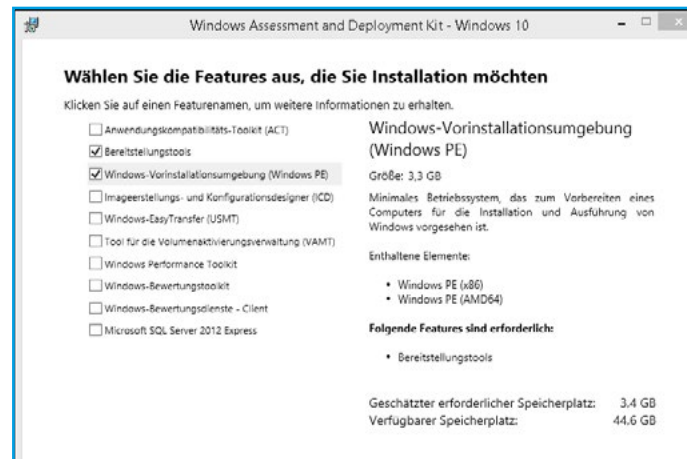 Windows Assessment and Deployment Kit - Windows 10
Wählen Sie die Features aus, die Sie Installation möchten
Klicken Sie auf einen Featurenamen, um weitere Informationen zu erhalten.
Anwendungskompatibilitäts-Toolkit (ACT)
Bereitstellungstools
Windows-Vorinstallationsumgebung (Windows PE)
Imageerstellungs- und Konfigurationsdesigner (ICD)
Windows-EasyTransfer (USMT)
Tool für die Volumenaktivierungsverwaltung (VAMT)
Windows Performance Toolkit
Windows-Bewertungstoolkit
Windows-Bewertungsdienste - Client
Microsoft SQL Server 2012 Express
Windows-Vorinstallationsumgebung
(Windows PE)
Größe: 3,3 GB
Minimales Betriebssystem, das zum Vorbereiten eines
Computers für die Installation und Ausführung von
Windows vorgesehen ist.
Enthaltene Elemente:
• Windows PE (x86)
• Windows PE (AMD64)
Folgende Features sind erforderlich:
• Bereitstellungstools
Geschätzter erforderlicher Speicherplatz: 3,4 GB
Verfügbarer Speicherplatz: 44,6 GB